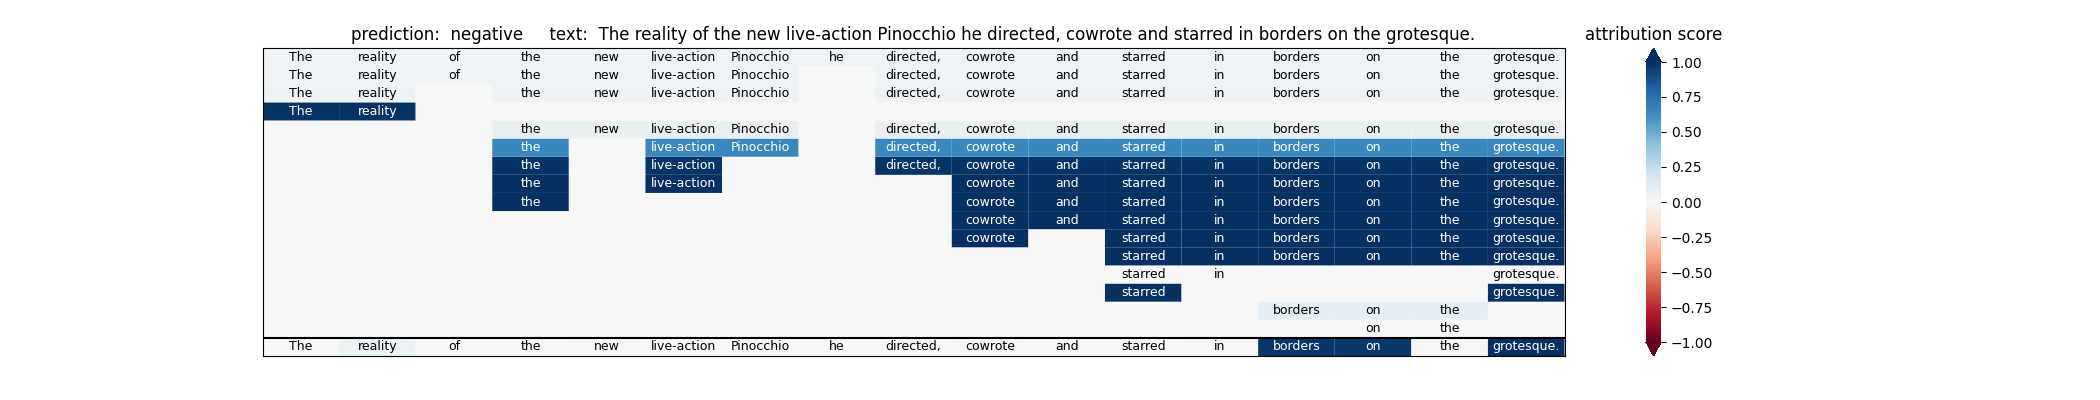 prediction: negative text: The reality of the new live-action Pinocchio he directed, cowrote and starred in borders on the grotesque. attribution score
The reality of the new live-action Pinocchio he directed, cowrote and starred in borders on the grotesque.
The reality of the new live-action Pinocchio directed, cowrote and starred in borders on the grotesque.
The reality the new live-action Pinocchio directed, cowrote and starred in borders on the grotesque.
The reality
the new live-action Pinocchio directed, cowrote and starred in borders on the grotesque.
the live-action Pinocchio directed, cowrote and starred in borders on the grotesque.
the live-action directed, cowrote and starred in borders on the grotesque.
the live-action cowrote and starred in borders on the grotesque.
the cowrote and starred in borders on the grotesque.
cowrote and starred in borders on the grotesque.
cowrote starred in borders on the grotesque.
starred in borders on the grotesque.
starred in grotesque.
starred grotesque.
borders on the
on the
The reality of the new live-action Pinocchio he directed, cowrote and starred in borders on the grotesque.
1.00
0.75
0.50
0.25
0.00
−0.25
−0.50
−0.75
−1.00